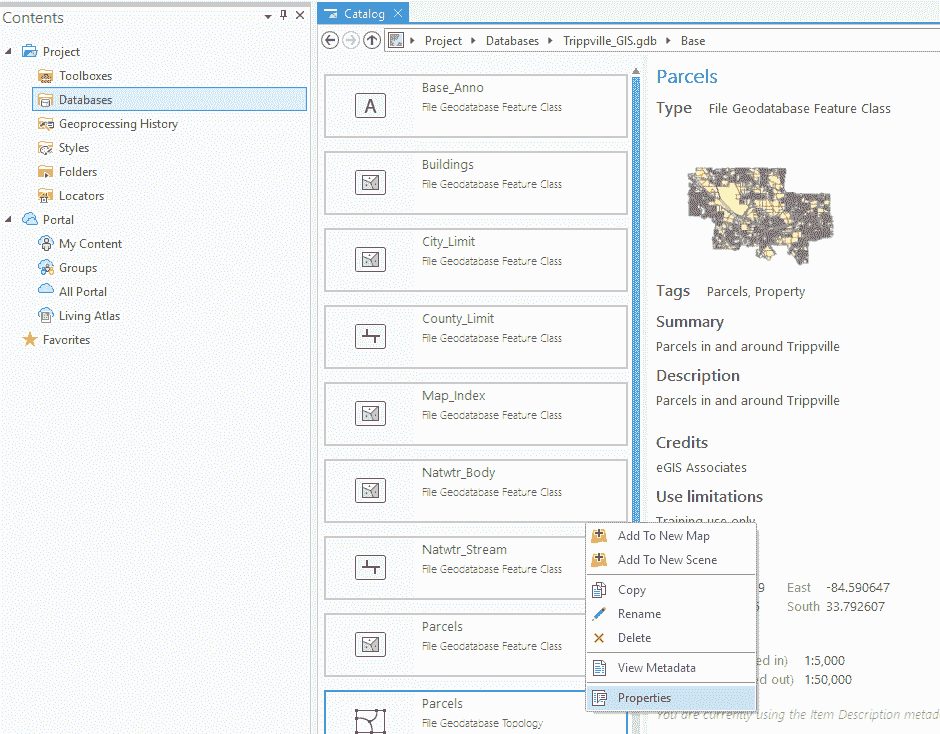 Contents
Project
Toolboxes
Databases
Geoprocessing History
Styles
Folders
Locators
Portal
My Content
Groups
All Portal
Living Atlas
Favorites
Catalog
Project Databases Trippville_GIS.gdb Base
A
Base_Anno
File Geodatabase Feature Class
Buildings
File Geodatabase Feature Class
City_Limit
File Geodatabase Feature Class
County_Limit
File Geodatabase Feature Class
Map_Index
File Geodatabase Feature Class
Natwtr_Body
File Geodatabase Feature Class
Natwtr_Stream
File Geodatabase Feature Class
Parcels
File Geodatabase Feature Class
Parcels
File Geodatabase Topology
Parcels
Type File Geodatabase Feature Class
Tags Parcels, Property
Summary
Parcels in and around Trippville
Description
Parcels in and around Trippville
Credits
eGIS Associates
Use limitations
Training use only
Add To New Map
Add To New Scene
Copy
Rename
Delete
View Metadata
Properties
9 East -84.590647
South 33.792607
ed in) 1:5,000
ed out) 1:50,000
You are currently using the Item Description metad